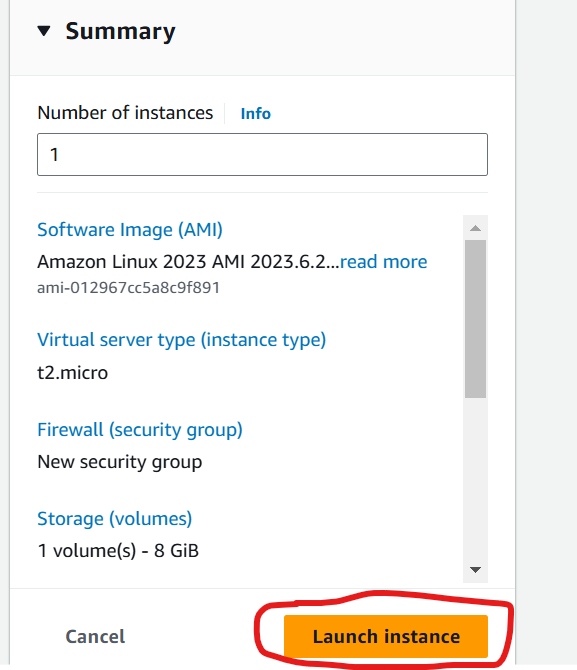 Summary
Number of instances Info
1
Software Image (AMI)
Amazon Linux 2023 AMI 2023.6.2...read more
ami-012967cc5a8c9f891
Virtual server type (instance type)
t2.micro
Firewall (security group)
New security group
Storage (volumes)
1 volume(s) - 8 GiB
Cancel Launch instance